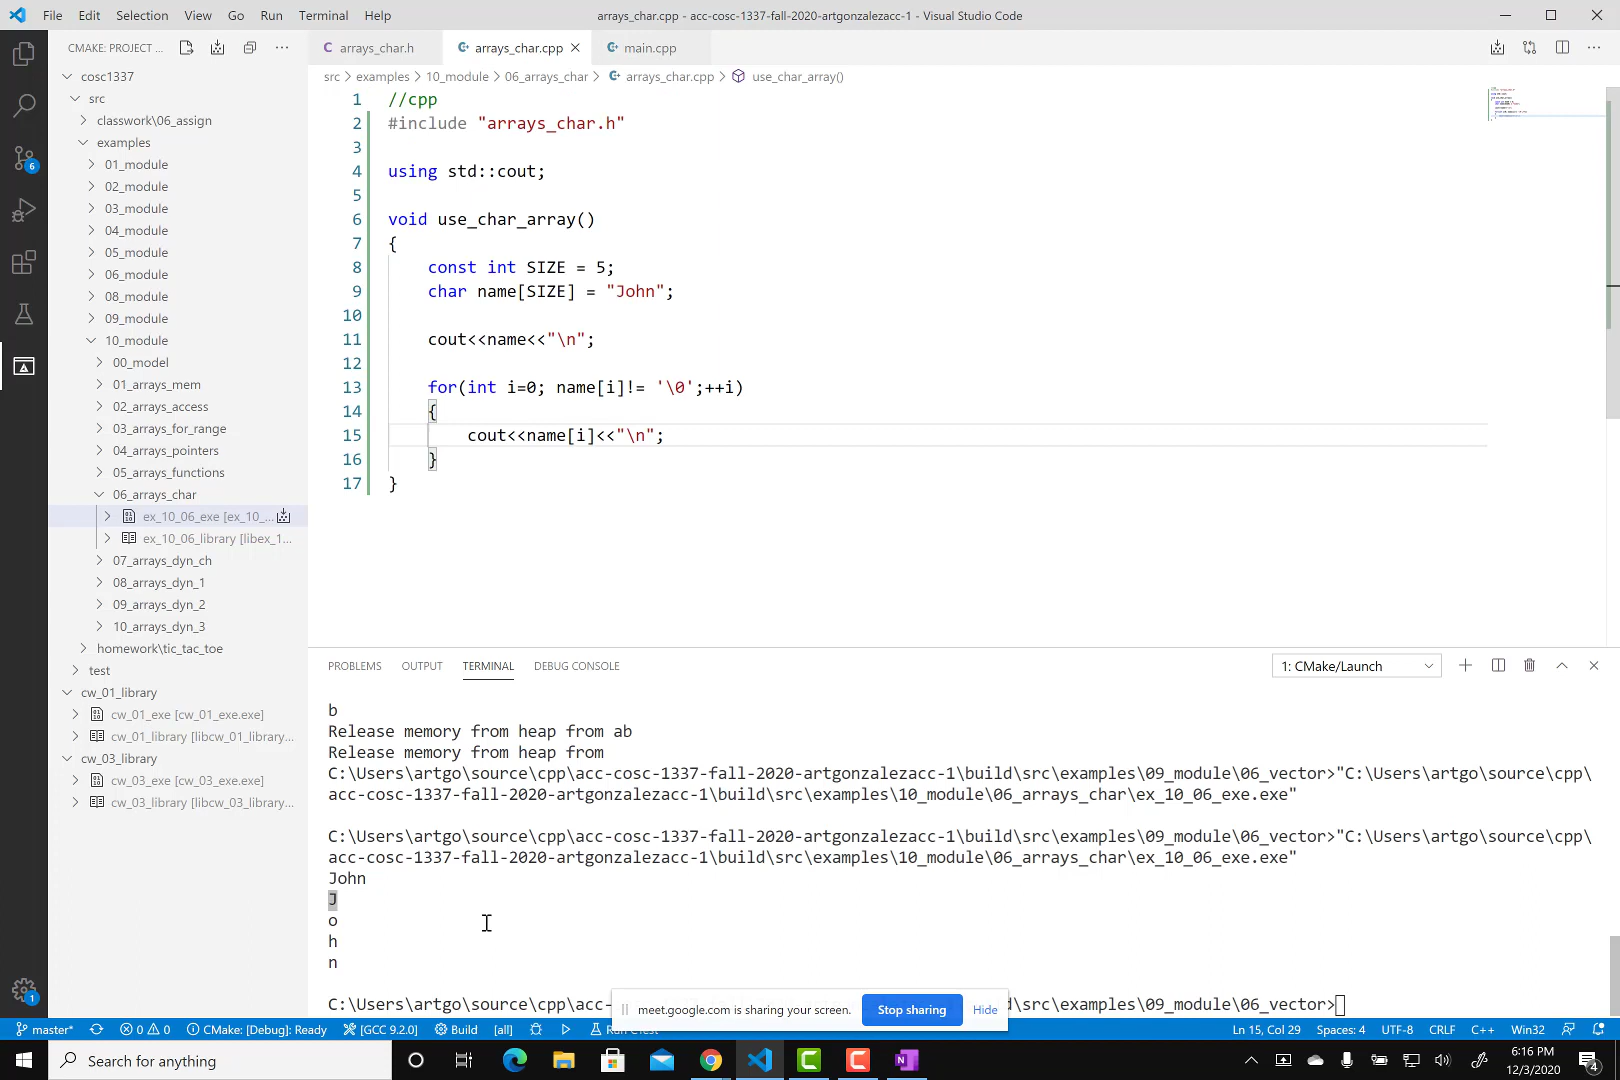 File Edit Selection View Go Run Terminal Help
arrays_char.cpp - acc-cosc-1337-fall-2020-artgonzalezacc-1 - Visual Studio Code
CMAKE: PROJECT ...
arrays_char.h arrays_char.cpp main.cpp
src > examples > 10_module > 06_arrays_char > arrays_char.cpp > use_char_array()
cosc1337
src
classwork\06_assign
examples
01_module
02_module
03_module
04_module
05_module
06_module
08_module
09_module
10_module
00_model
01_arrays_mem
02_arrays_access
03_arrays_for_range
04_arrays_pointers
05_arrays_functions
06_arrays_char
ex_10_06_exe [ex_10_...
ex_10_06_library [libex_1...
07_arrays_dyn_ch
08_arrays_dyn_1
09_arrays_dyn_2
10_arrays_dyn_3
homework\tic_tac_toe
test
cw_01_library
cw_01_exe [cw_01_exe.exe]
cw_01_library [libcw_01_library...
cw_03_library
cw_03_exe [cw_03_exe.exe]
cw_03_library [libcw_03_library...
6
1
1 //cpp
2 #include "arrays_char.h"
3
4 using std::cout;
5
6 void use_char_array()
7 {
8 const int SIZE = 5;
9 char name[SIZE] = "John";
10
11 cout<<name<<"\n";
12
13 for(int i=0; name[i]!= '\0';++i)
14 {
15 cout<<name[i]<<"\n";
16 }
17 }
PROBLEMS OUTPUT TERMINAL DEBUG CONSOLE
1: CMake/Launch
b
Release memory from heap from ab
Release memory from heap from
C:\Users\artgo\source\cpp\acc-cosc-1337-fall-2020-artgonzalezacc-1\build\src\examples\09_module\06_vector>"C:\Users\artgo\source\cpp\
acc-cosc-1337-fall-2020-artgonzalezacc-1\build\src\examples\10_module\06_arrays_char\ex_10_06_exe.exe"
C:\Users\artgo\source\cpp\acc-cosc-1337-fall-2020-artgonzalezacc-1\build\src\examples\09_module\06_vector>"C:\Users\artgo\source\cpp\
acc-cosc-1337-fall-2020-artgonzalezacc-1\build\src\examples\10_module\06_arrays_char\ex_10_06_exe.exe"
John
J
o
h
n
C:\Users\artgo\source\cpp\acc- d\src\examples\09_module\06_vector>
meet.google.com is sharing your screen. Stop sharing Hide
master* 0 0 CMake: [Debug]: Ready [GCC 9.2.0] Build [all] Run CTest Ln 15, Col 29 Spaces: 4 UTF-8 CRLF C++ Win32
Search for anything
6:16 PM
12/3/2020
4